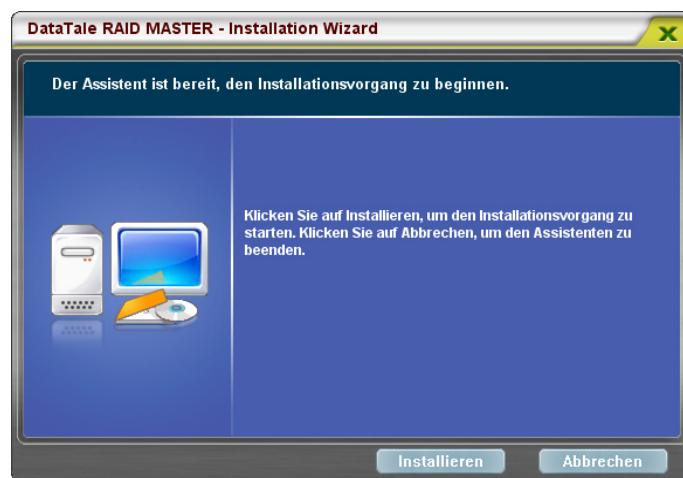 DataTale RAID MASTER - Installation Wizard
X
Der Assistent ist bereit, den Installationsvorgang zu beginnen.
Klicken Sie auf Installieren, um den Installationsvorgang zu
starten. Klicken Sie auf Abbrechen, um den Assistenten zu
beenden.
Installieren
Abbrechen